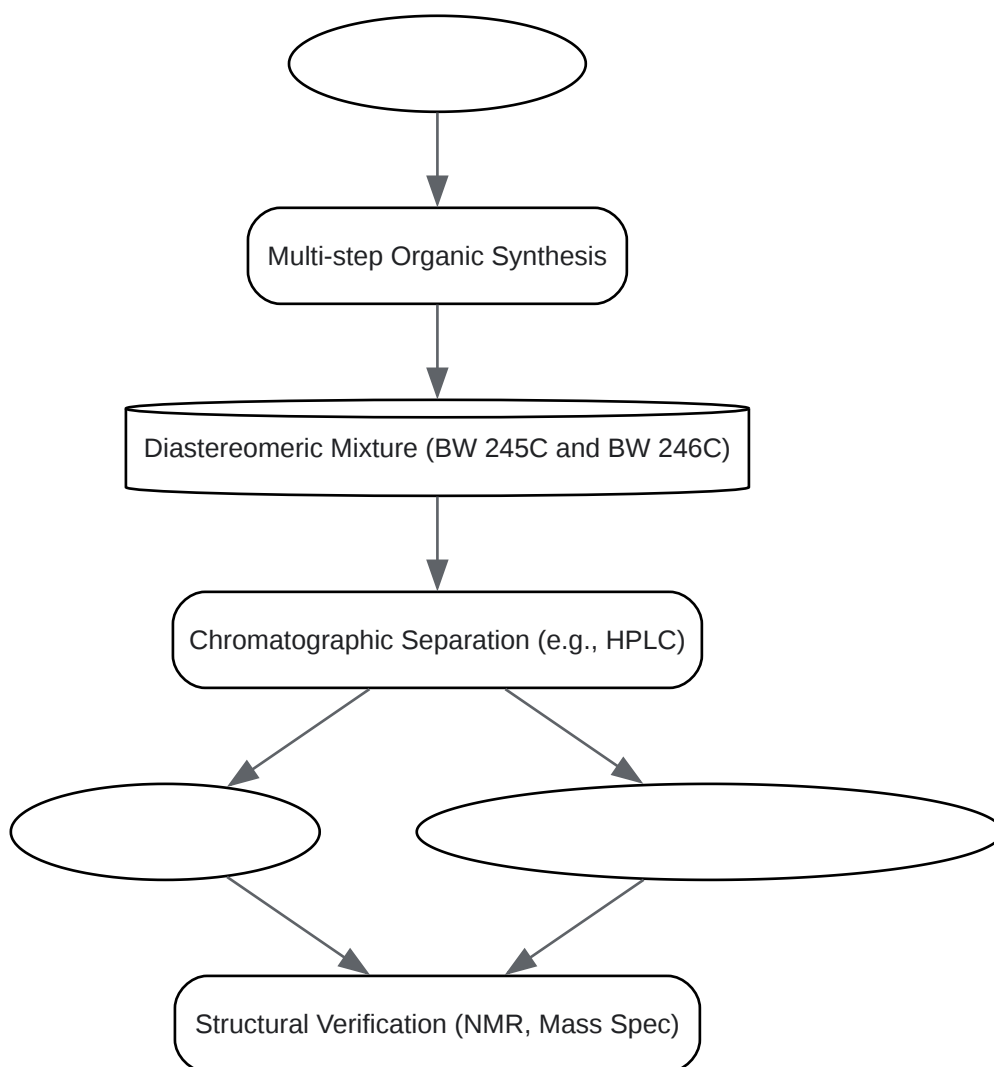 Multi-step Organic Synthesis
Diastereomeric Mixture (BW 245C and BW 246C)
Chromatographic Separation (e.g., HPLC)
Structural Verification (NMR, Mass Spec)